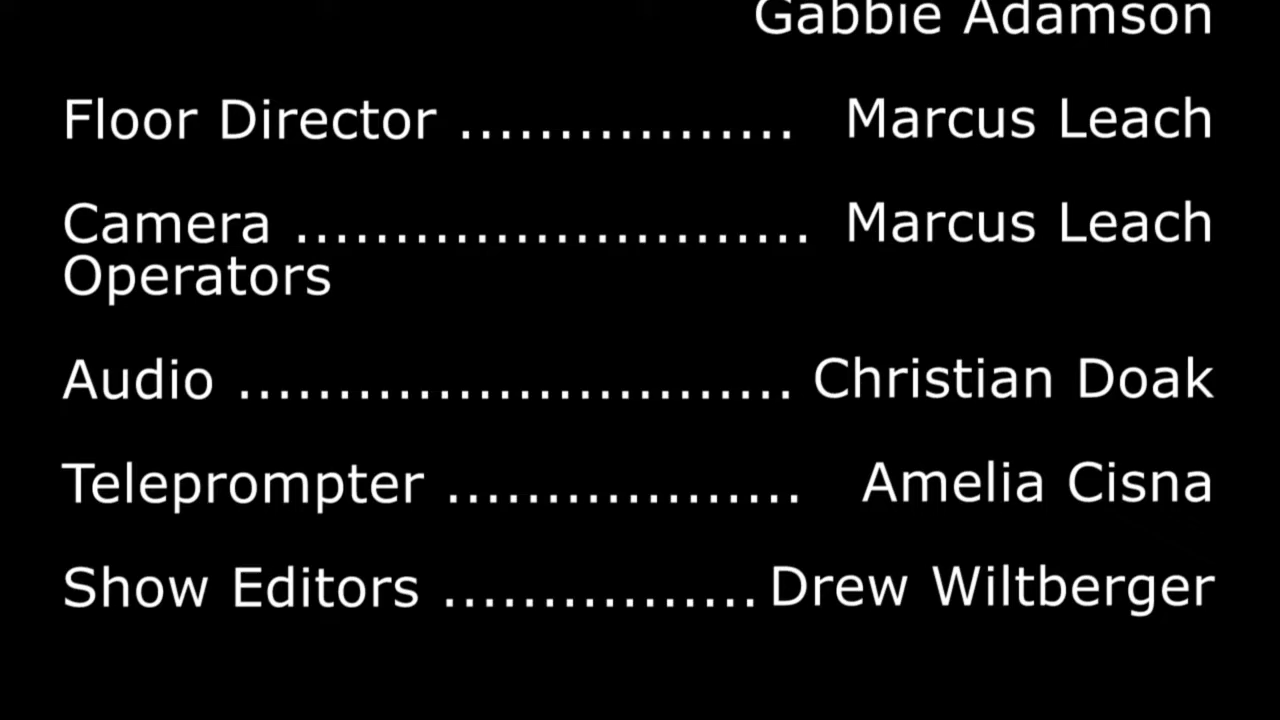 Gabbie Adamson
Floor Director ................. Marcus Leach
Camera .......................... Marcus Leach
Operators
Audio ............................ Christian Doak
Teleprompter .................. Amelia Cisna
Show Editors ................ Drew Wiltberger